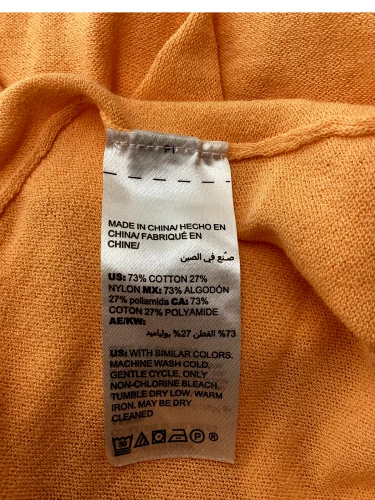 MADE IN CHINA/ HECHO EN
CHINA/ FABRIQUÉ EN
CHINE/
صنع في الصين
US: 73% COTTON 27%
NYLON MX: 73% ALGODÓN
27% poliamida CA: 73%
COTON 27% POLYAMIDE
AE/KW:
73% القطن 27% بولياميد
US: WITH SIMILAR COLORS.
MACHINE WASH COLD,
GENTLE CYCLE. ONLY
NON-CHLORINE BLEACH.
TUMBLE DRY LOW. WARM
IRON. MAY BE DRY
CLEANED